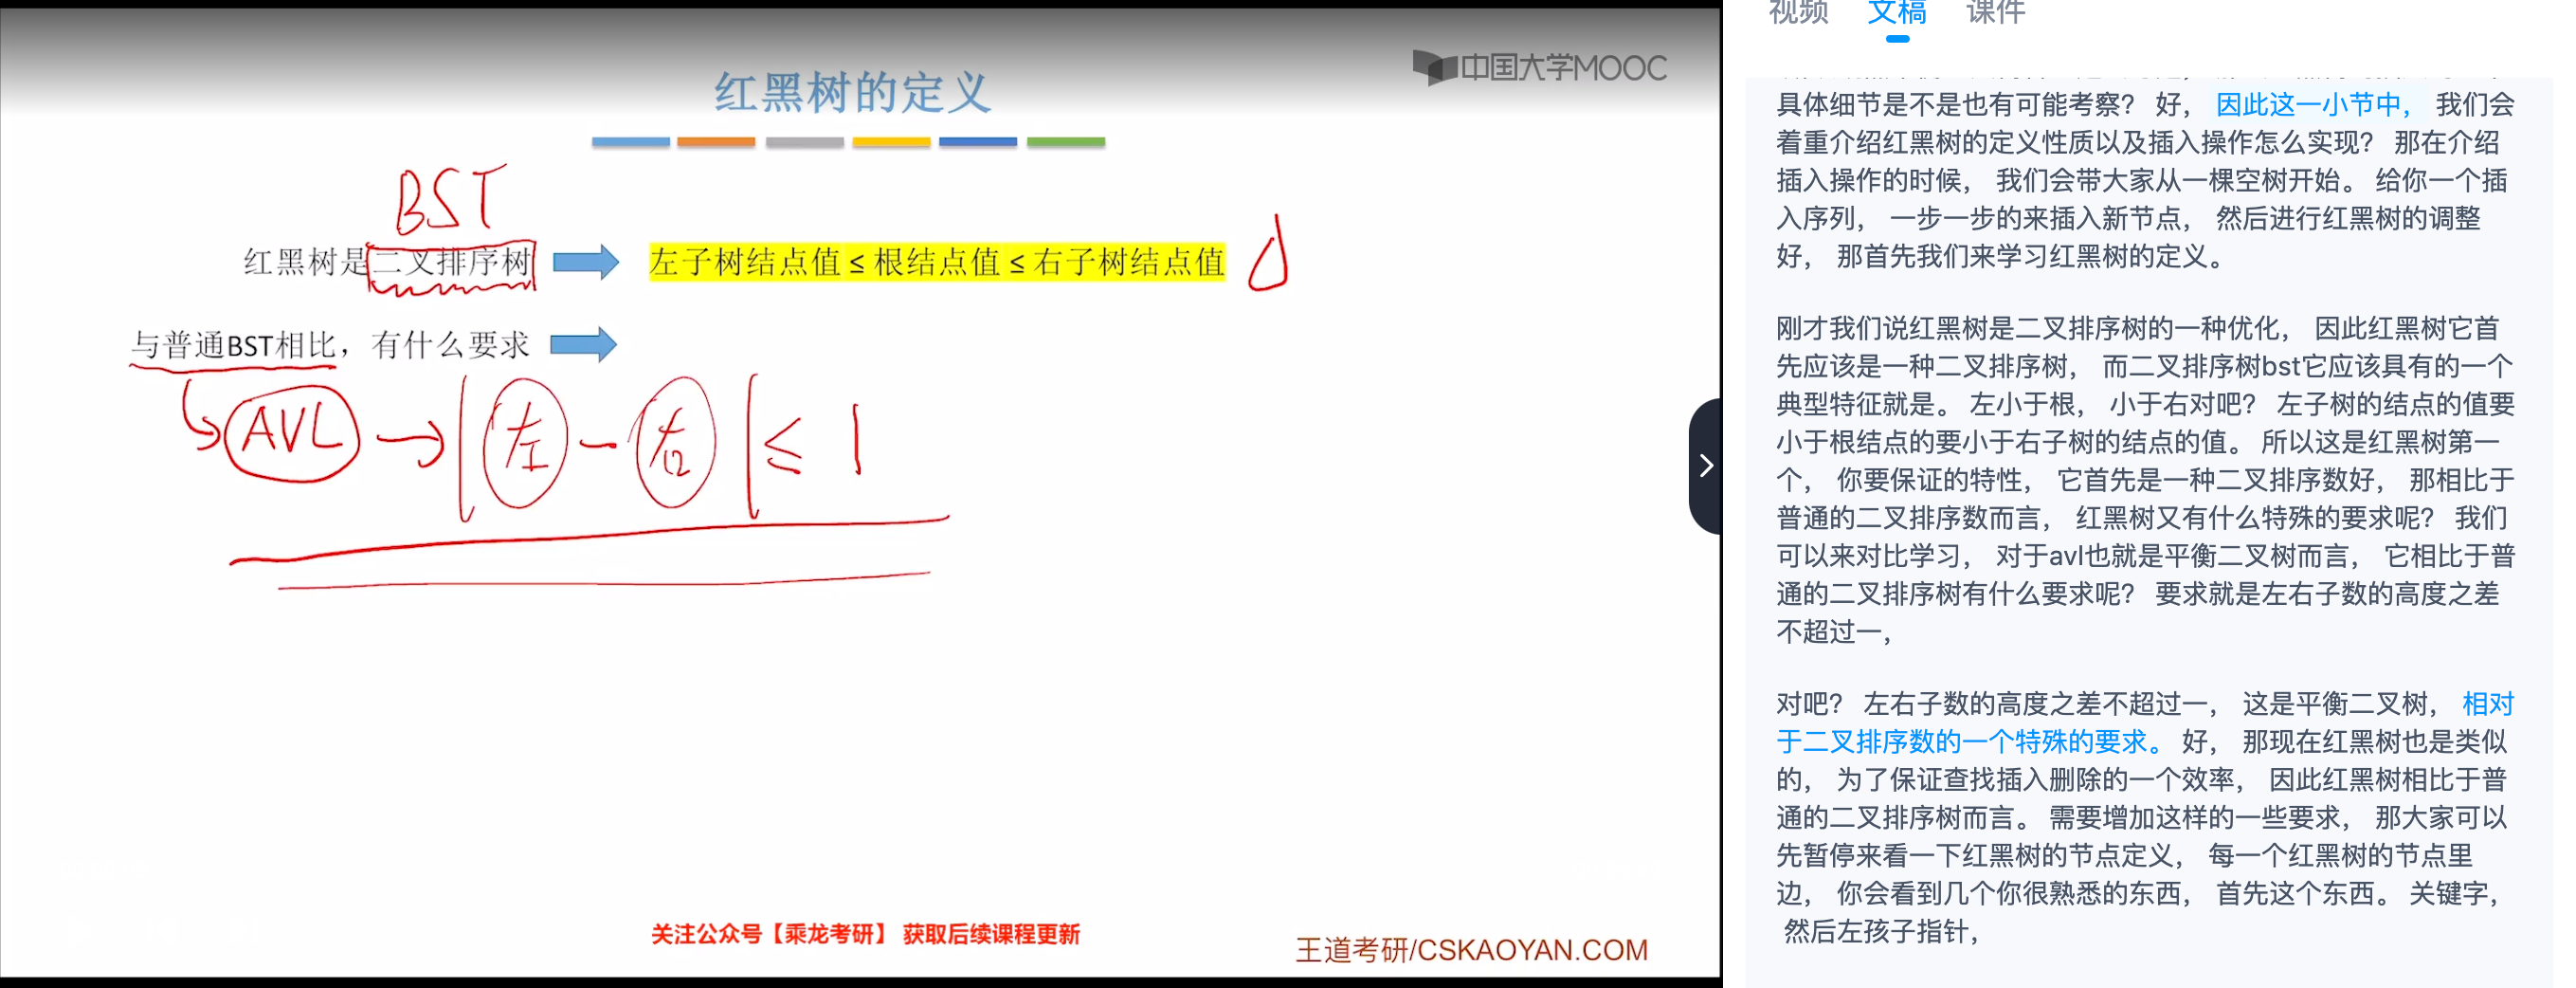 中国大学MOOC
红黑树的定义
BST
红黑树是二叉排序树
左子树结点值 ≤ 根结点值 ≤ 右子树结点值
与普通BST相比，有什么要求
AVL → |左 - 右| ≤ 1
关注公众号【乘龙考研】 获取后续课程更新
王道考研/CSKAOYAN.COM
视频 文稿 课件
具体细节是不是也有可能考察？ 好， 因此这一小节中， 我们会
着重介绍红黑树的定义性质以及插入操作怎么实现？ 那在介绍
插入操作的时候， 我们会带大家从一棵空树开始。 给你一个插
入序列， 一步一步的来插入新节点， 然后进行红黑树的调整
好， 那首先我们来学习红黑树的定义。
刚才我们说红黑树是二叉排序树的一种优化， 因此红黑树它首
先应该是一种二叉排序树， 而二叉排序树bst它应该具有的一个
典型特征就是。 左小于根， 小于右对吧？ 左子树的结点的值要
小于根结点的要小于右子树的结点的值。 所以这是红黑树第一
个， 你要保证的特性， 它首先是一种二叉排序数好， 那相比于
普通的二叉排序数而言， 红黑树又有什么特殊的要求呢？ 我们
可以来对比学习， 对于avl也就是平衡二叉树而言， 它相比于普
通的二叉排序树有什么要求呢？ 要求就是左右子数的高度之差
不超过一，
对吧？ 左右子数的高度之差不超过一， 这是平衡二叉树， 相对
于二叉排序数的一个特殊的要求。 好， 那现在红黑树也是类似
的， 为了保证查找插入删除的一个效率， 因此红黑树相比于普
通的二叉排序树而言。 需要增加这样的一些要求， 那大家可以
先暂停来看一下红黑树的节点定义， 每一个红黑树的节点里
边， 你会看到几个你很熟悉的东西， 首先这个东西。 关键字，
然后左孩子指针，